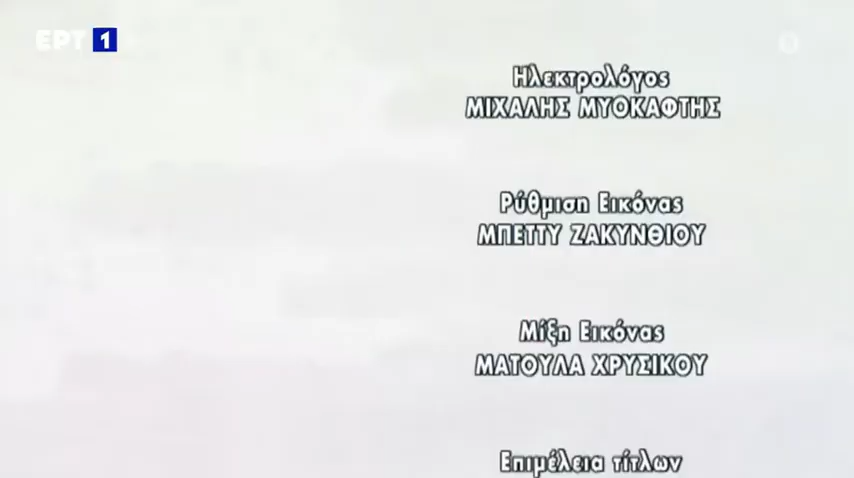 ΕΡΤ 1
Ηλεκτρολόγος
ΜΙΧΑΛΗΣ ΜΥΟΚΑΦΤΗΣ
Ρύθμιση Εικόνας
ΜΠΕΤΤΥ ΖΑΚΥΝΘΙΟΥ
Μίξη Εικόνας
ΜΑΤΟΥΛΑ ΧΡΥΣΙΚΟΥ
Επιμέλεια τίτλων